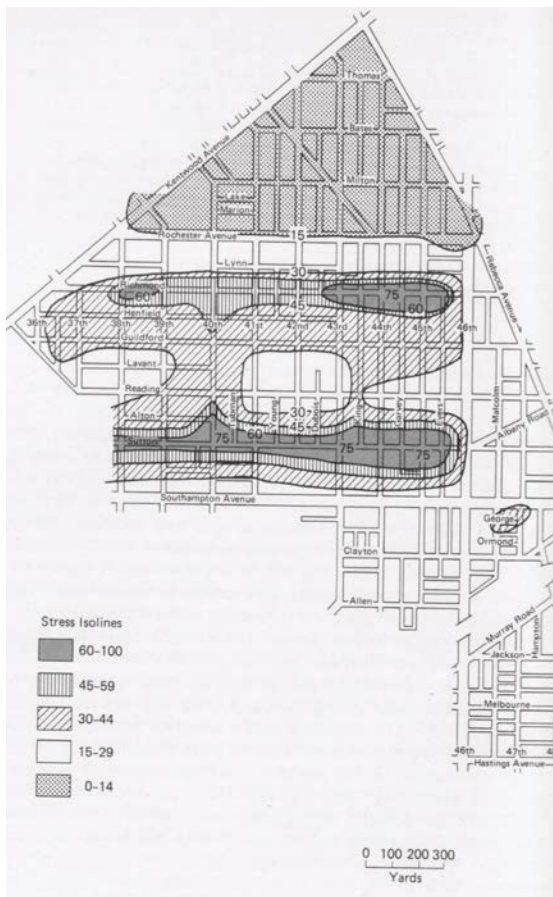 Thomas
Bates
Milton
Kentwood Avenue
Lake
Marion
Rochester Avenue
15
Lynn
Rebecca Avenue
30
Richmond
60
75
45
60
Henfield
36th 37th 38th 39th 40th 41st 42nd 43rd 44th 45th 46th
Guildford
Lavant
Reading
Alton
30
45
Young
Malcolm
Albany Road
60
Sutton
75
75
75
Southampton Avenue
George
Ormond
Clayton
Allen
Murray Road
Hampton
Jackson
Melbourne
46th 47th
Hastings Avenue
Stress Isolines
60–100
45–59
30–44
15–29
0–14
0 100 200 300
Yards